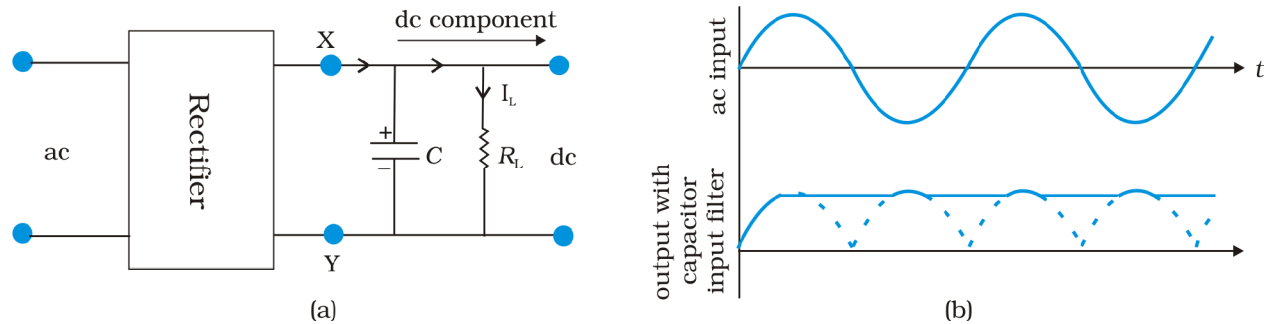 dc component
X
I_L
ac
Rectifier
+
−
C
R_L
dc
Y
(a)
ac input
t
output with
capacitor
input filter
(b)